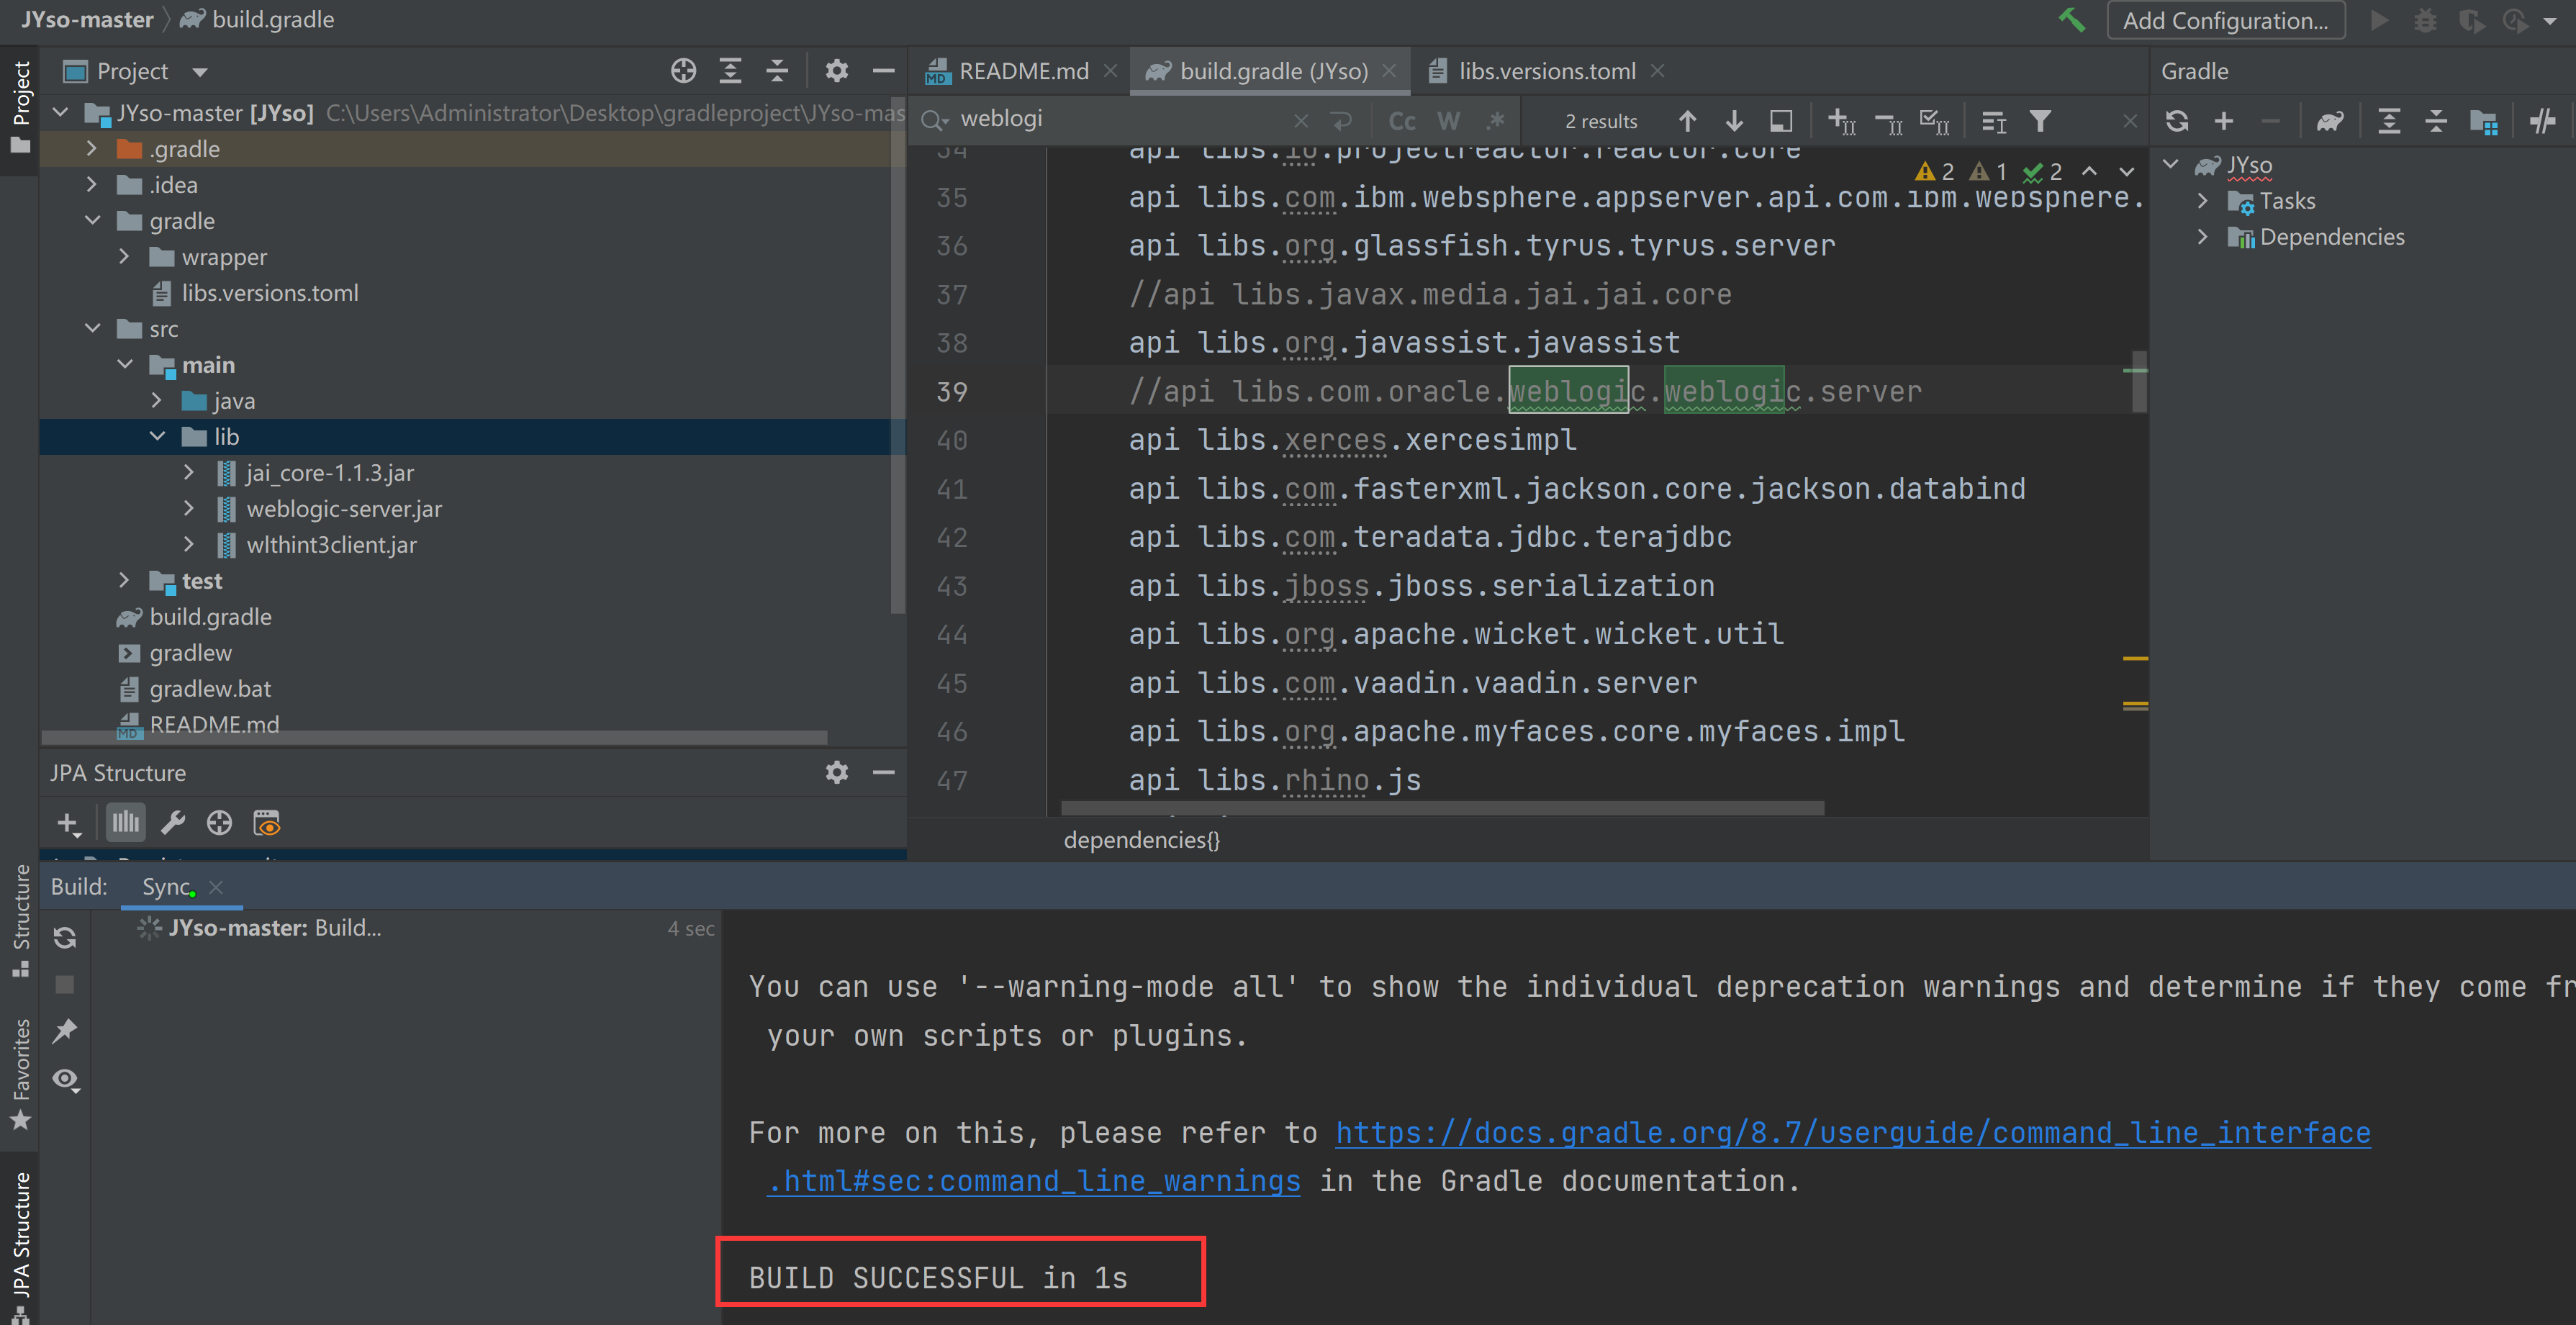 JYso-master
build.gradle
Add Configuration...
Project
Project
JYso-master [JYso] C:\Users\Administrator\Desktop\gradleproject\JYso-mas
.gradle
.idea
gradle
wrapper
libs.versions.toml
src
main
java
lib
jai_core-1.1.3.jar
weblogic-server.jar
wlthint3client.jar
test
build.gradle
gradlew
gradlew.bat
README.md
README.md
build.gradle (JYso)
libs.versions.toml
weblogi
Cc W .*
2 results
34 api libs.io.projectreactor.reactor.core
2 1 2
35 api libs.com.ibm.websphere.appserver.api.com.ibm.websphere.
36 api libs.org.glassfish.tyrus.tyrus.server
37 //api libs.javax.media.jai.jai.core
38 api libs.org.javassist.javassist
39 //api libs.com.oracle.weblogic.weblogic.server
40 api libs.xerces.xercesimpl
41 api libs.com.fasterxml.jackson.core.jackson.databind
42 api libs.com.teradata.jdbc.terajdbc
43 api libs.jboss.jboss.serialization
44 api libs.org.apache.wicket.wicket.util
45 api libs.com.vaadin.vaadin.server
46 api libs.org.apache.myfaces.core.myfaces.impl
47 api libs.rhino.js
dependencies{}
Gradle
JYso
Tasks
Dependencies
JPA Structure
Structure
Favorites
JPA Structure
Build: Sync
JYso-master: Build... 4 sec
You can use '--warning-mode all' to show the individual deprecation warnings and determine if they come fr
your own scripts or plugins.
For more on this, please refer to https://docs.gradle.org/8.7/userguide/command_line_interface
.html#sec:command_line_warnings in the Gradle documentation.
BUILD SUCCESSFUL in 1s